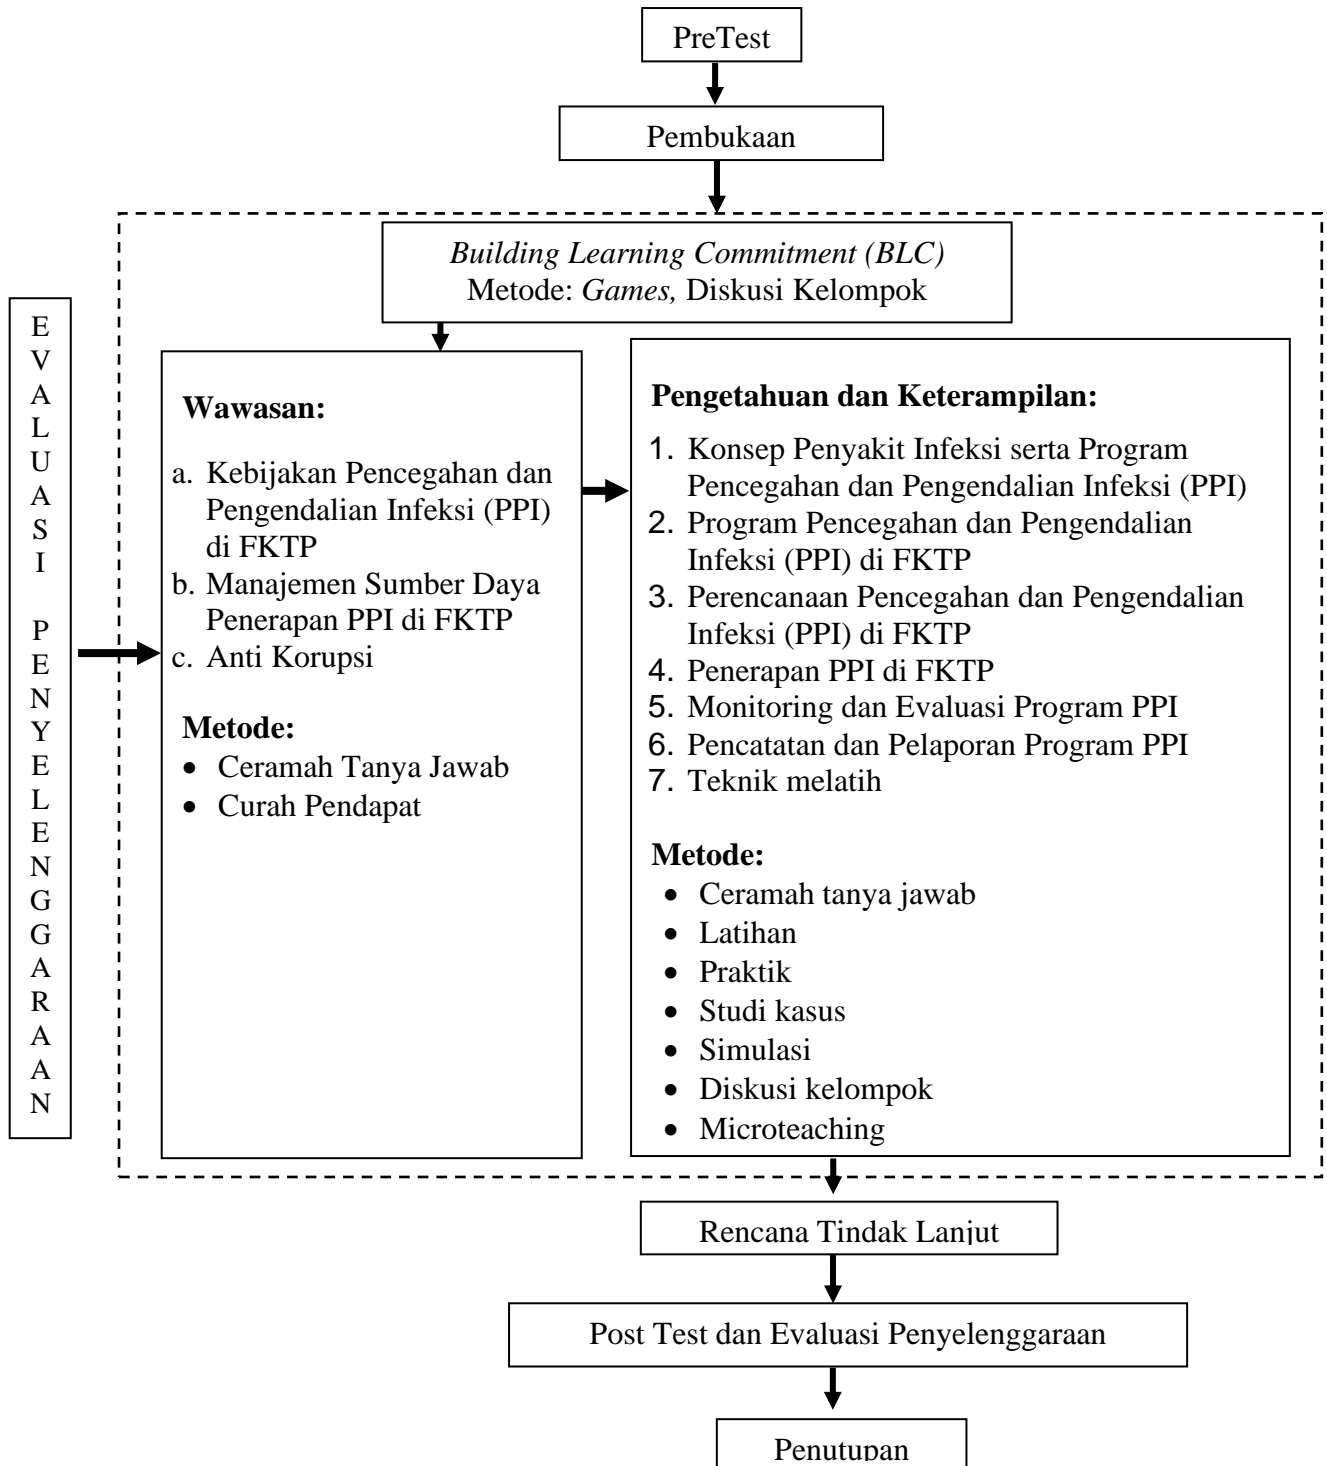 PreTest
Pembukaan
Building Learning Commitment (BLC)
Metode: Games, Diskusi Kelompok
EVALUASI PENYELENGGARAAN
Wawasan:
a. Kebijakan Pencegahan dan
Pengendalian Infeksi (PPI)
di FKTP
b. Manajemen Sumber Daya
Penerapan PPI di FKTP
c. Anti Korupsi
Metode:
• Ceramah Tanya Jawab
• Curah Pendapat
Pengetahuan dan Keterampilan:
1. Konsep Penyakit Infeksi serta Program
Pencegahan dan Pengendalian Infeksi (PPI)
2. Program Pencegahan dan Pengendalian
Infeksi (PPI) di FKTP
3. Perencanaan Pencegahan dan Pengendalian
Infeksi (PPI) di FKTP
4. Penerapan PPI di FKTP
5. Monitoring dan Evaluasi Program PPI
6. Pencatatan dan Pelaporan Program PPI
7. Teknik melatih
Metode:
• Ceramah tanya jawab
• Latihan
• Praktik
• Studi kasus
• Simulasi
• Diskusi kelompok
• Microteaching
Rencana Tindak Lanjut
Post Test dan Evaluasi Penyelenggaraan
Penutupan